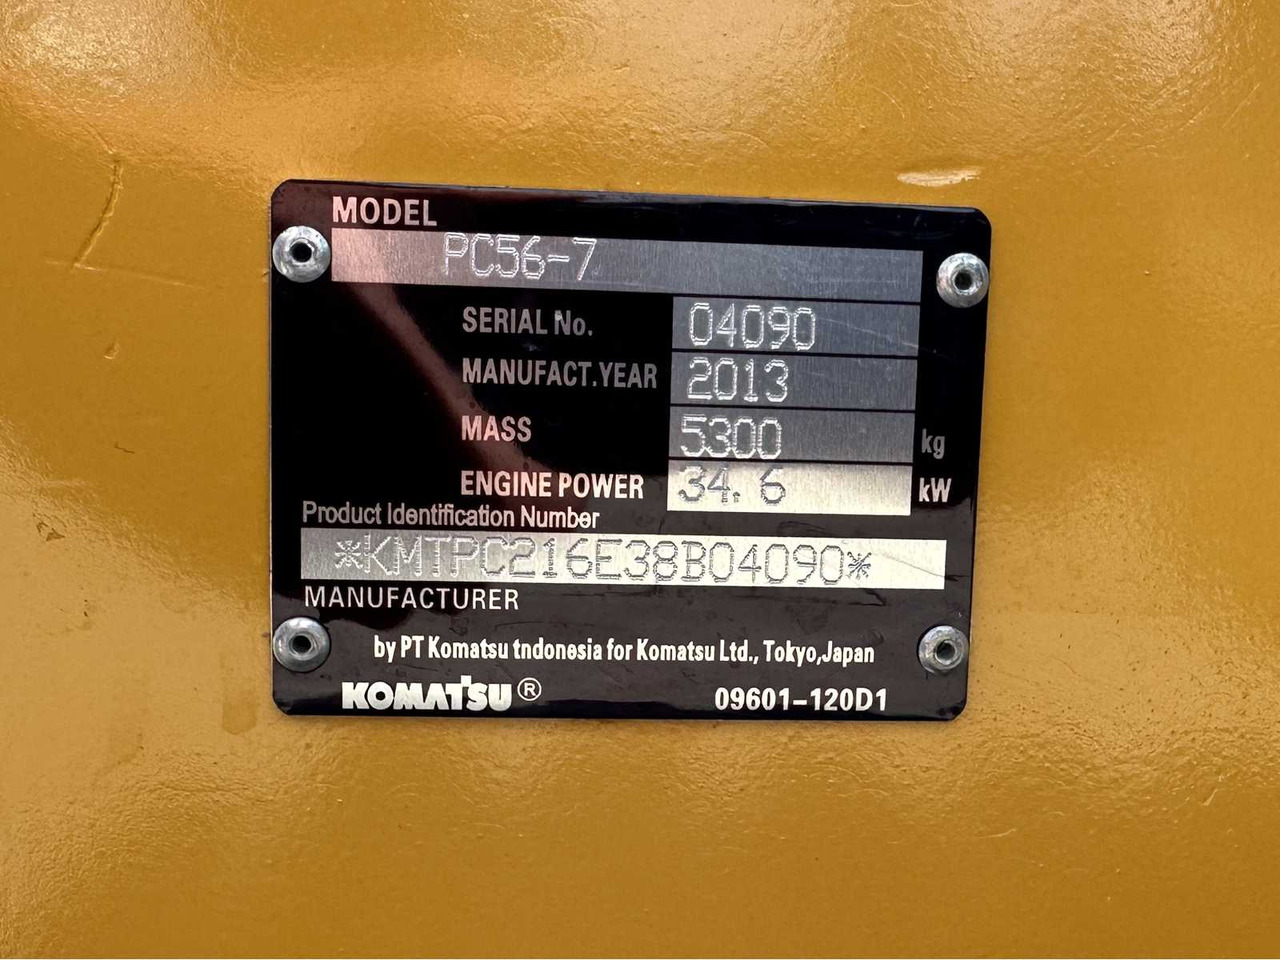 MODEL
PC56-7
SERIAL No. 04090
MANUFACT.YEAR 2013
MASS 5300 kg
ENGINE POWER 34.6 kW
Product Identification Number
*KMTPC216E38B04090*
MANUFACTURER
by PT Komatsu tndonesia for Komatsu Ltd., Tokyo,Japan
KOMATSU® 09601-120D1